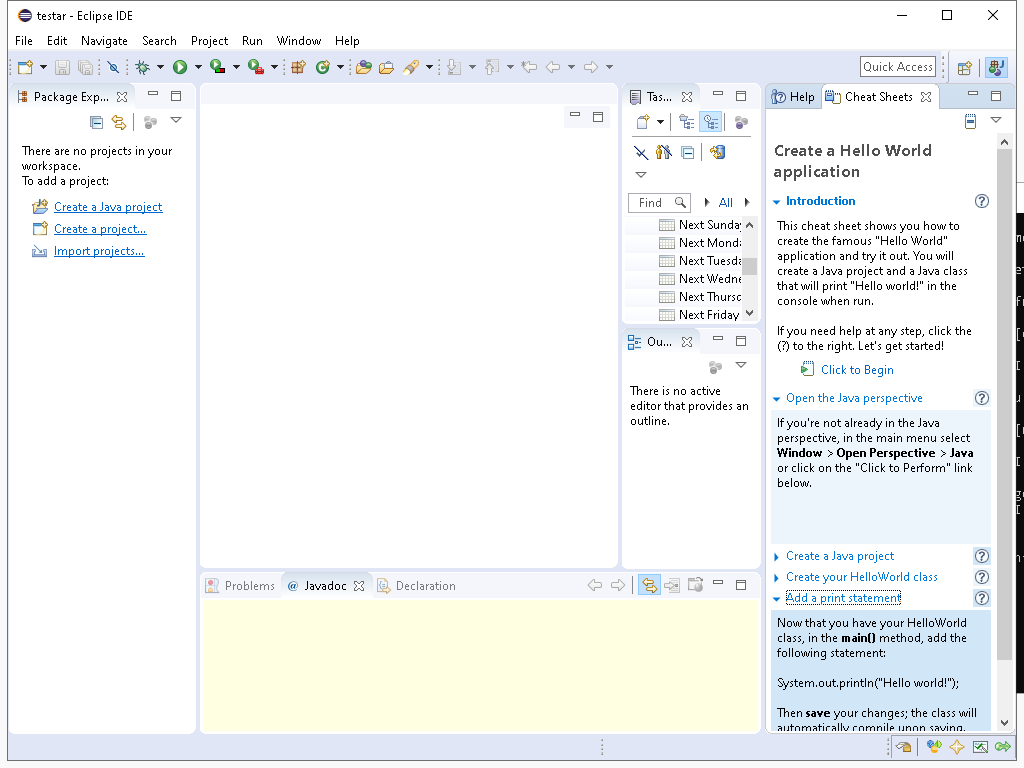 testar - Eclipse IDE
File Edit Navigate Search Project Run Window Help
Quick Access
Package Exp...
There are no projects in your
workspace.
To add a project:
Create a Java project
Create a project...
Import projects...
Tas...
Find
All
Next Sunday
Next Monda
Next Tuesda
Next Wedne
Next Thursd
Next Friday
Ou...
There is no active
editor that provides an
outline.
Problems
@ Javadoc
Declaration
Help
Cheat Sheets
Create a Hello World
application
Introduction
This cheat sheet shows you how to
create the famous "Hello World"
application and try it out. You will
create a Java project and a Java class
that will print "Hello world!" in the
console when run.
If you need help at any step, click the
(?) to the right. Let's get started!
Click to Begin
Open the Java perspective
If you're not already in the Java
perspective, in the main menu select
Window > Open Perspective > Java
or click on the "Click to Perform" link
below.
Create a Java project
Create your HelloWorld class
Add a print statement
Now that you have your HelloWorld
class, in the main() method, add the
following statement:
System.out.println("Hello world!");
Then save your changes; the class will
automatically compile upon saving.